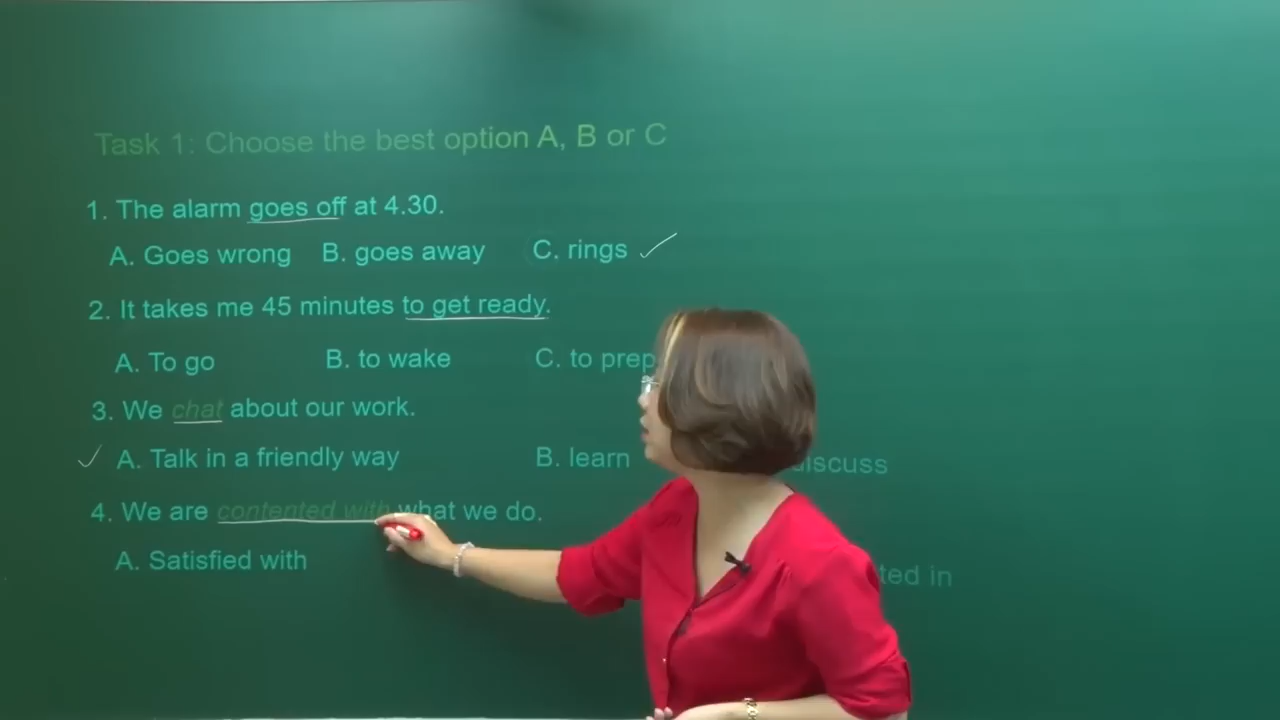 Task 1: Choose the best option A, B or C
1. The alarm goes off at 4.30.
A. Goes wrong B. goes away C. rings
2. It takes me 45 minutes to get ready.
A. To go B. to wake C. to prep
3. We chat about our work.
A. Talk in a friendly way B. learn discuss
4. We are contented with what we do.
A. Satisfied with ted in